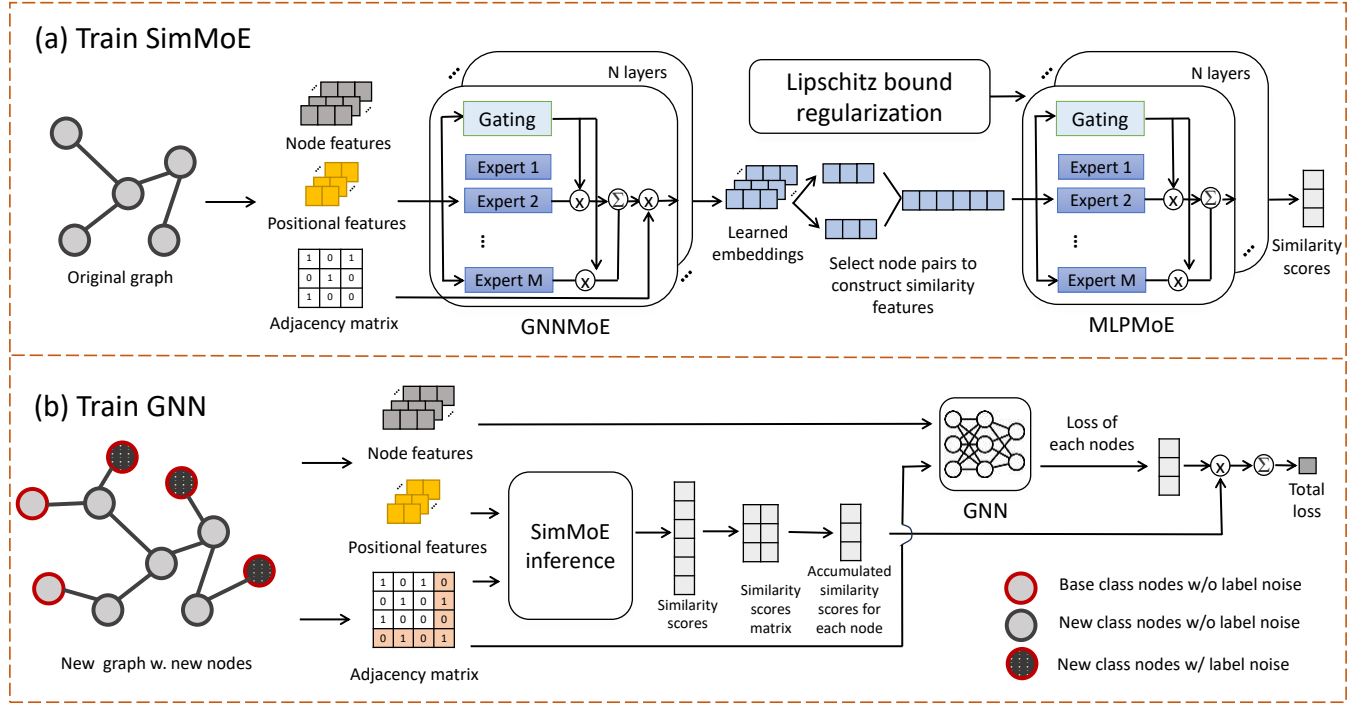 (a) Train SimMoE
Original graph
Node features
Positional features
1 0 1
0 1 0
1 0 0
Adjacency matrix
N layers
Gating
Expert 1
Expert 2
⋮
Expert M
x
Σ
x
x
GNNMoE
Learned
embeddings
Select node pairs to
construct similarity
features
Lipschitz bound
regularization
N layers
Gating
Expert 1
Expert 2
⋮
Expert M
x
Σ
x
MLPMoE
Similarity
scores
(b) Train GNN
New graph w. new nodes
Node features
Positional features
1 0 1 0
0 1 0 1
1 0 0 0
0 1 0 1
Adjacency matrix
SimMoE
inference
Similarity
scores
Similarity
scores
matrix
Accumulated
similarity
scores for
each node
GNN
Loss of
each nodes
x
Σ
Total
loss
Base class nodes w/o label noise
New class nodes w/o label noise
New class nodes w/ label noise